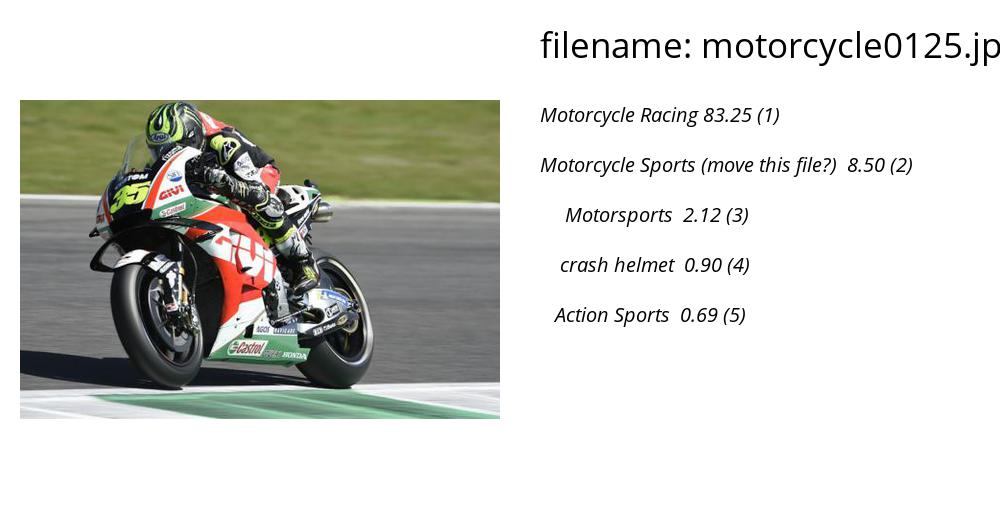 filename: motorcycle0125.jp
Motorcycle Racing 83.25 (1)
Motorcycle Sports (move this file?) 8.50 (2)
Motorsports 2.12 (3)
crash helmet 0.90 (4)
Action Sports 0.69 (5)
35
GIVI
Castrol
Castrol
HONDA